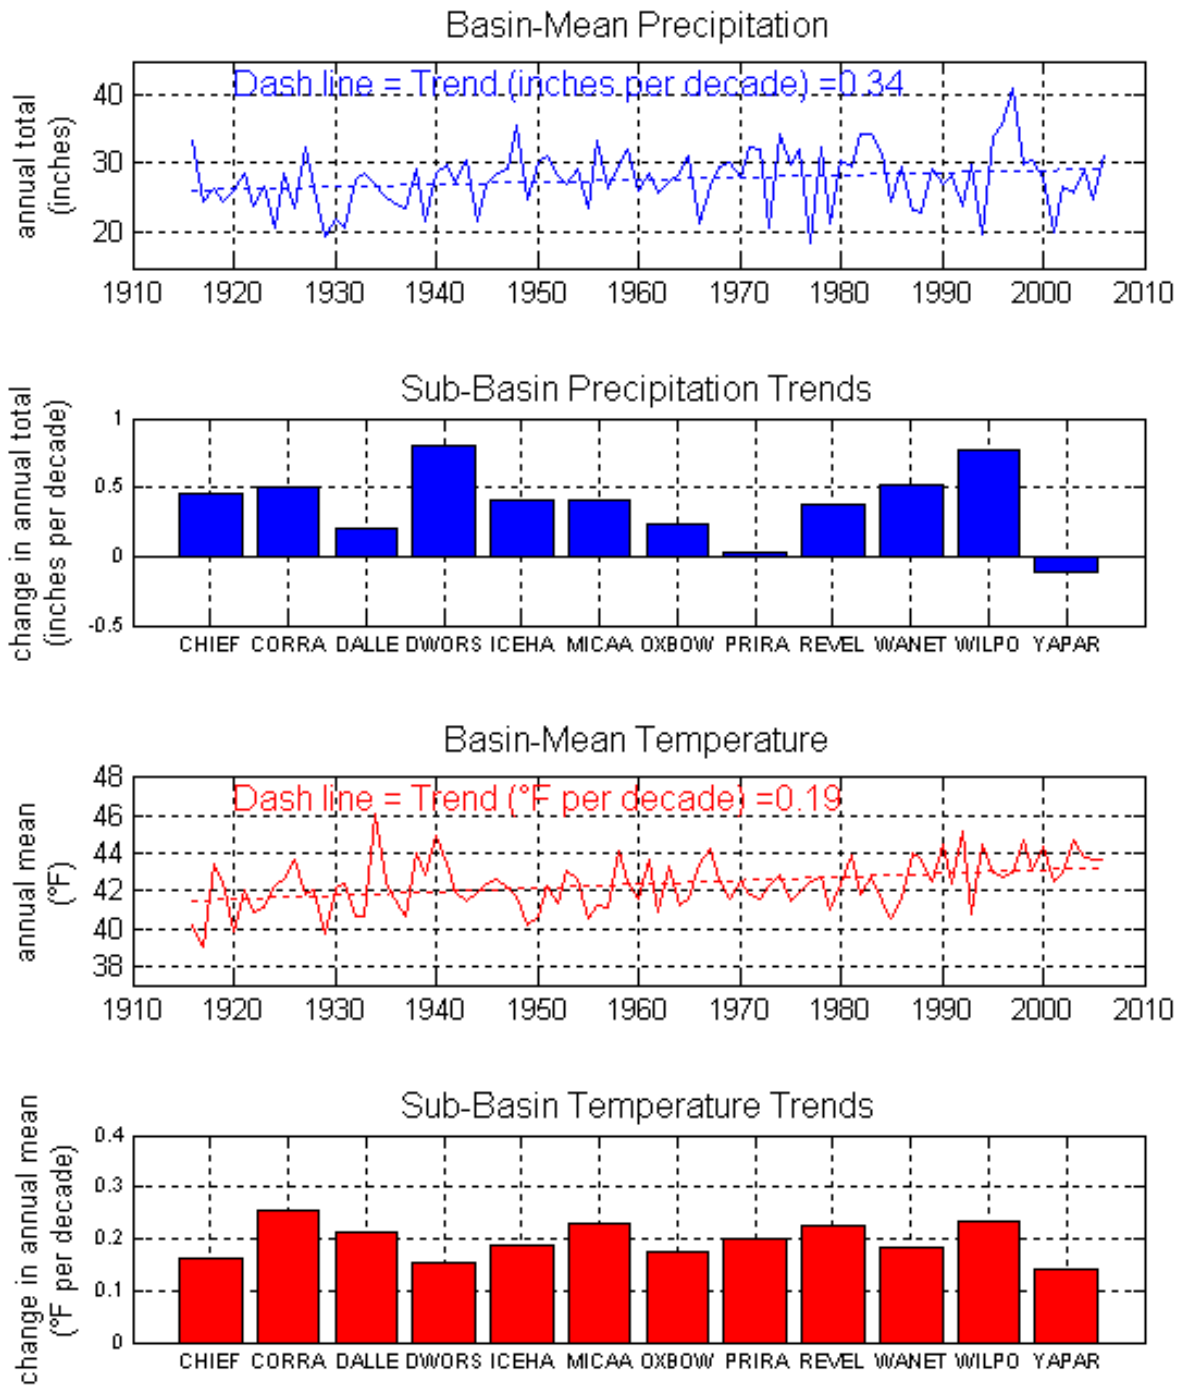 Basin-Mean Precipitation
Dash line = Trend (inches per decade) =0.34
annual total
(inches)
40
30
20
1910 1920 1930 1940 1950 1960 1970 1980 1990 2000 2010
Sub-Basin Precipitation Trends
change in annual total
(inches per decade)
1
0.5
0
-0.5
CHIEF CORRA DALLE DWORS ICEHA MICAA OXBOW PRIRA REVEL WANET WILPO YAPAR
Basin-Mean Temperature
Dash line = Trend (°F per decade) =0.19
annual mean
(°F)
48
46
44
42
40
38
1910 1920 1930 1940 1950 1960 1970 1980 1990 2000 2010
Sub-Basin Temperature Trends
change in annual mean
(°F per decade)
0.4
0.3
0.2
0.1
0
CHIEF CORRA DALLE DWORS ICEHA MICAA OXBOW PRIRA REVEL WANET WILPO YAPAR